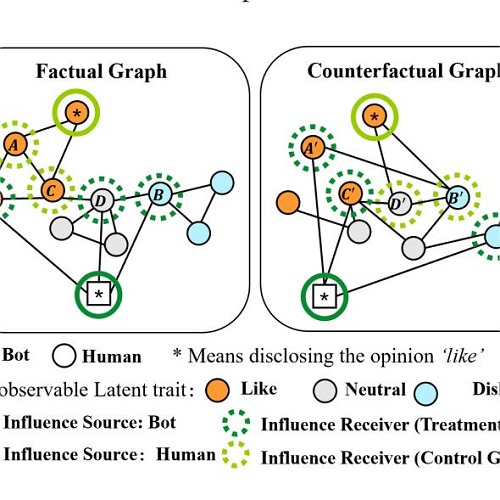 Factual Graph
Counterfactual Graph
*
*
A
A'
C
D
B
C'
D'
B'
*
*
Bot
Human
* Means disclosing the opinion ‘like’
observable Latent trait:
Like
Neutral
Influence Source: Bot
Influence Receiver (Treatment
Influence Source: Human
Influence Receiver (Control G